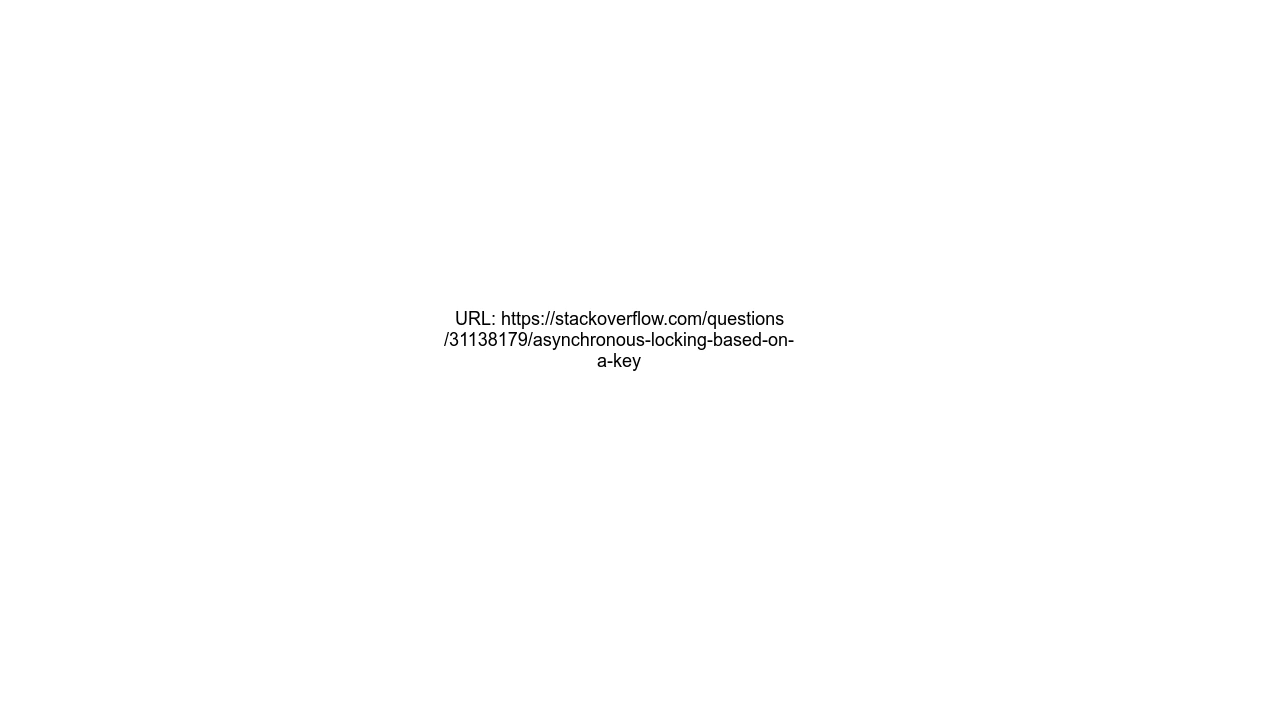 URL: https://stackoverflow.com/questions
/31138179/asynchronous-locking-based-on-
a-key